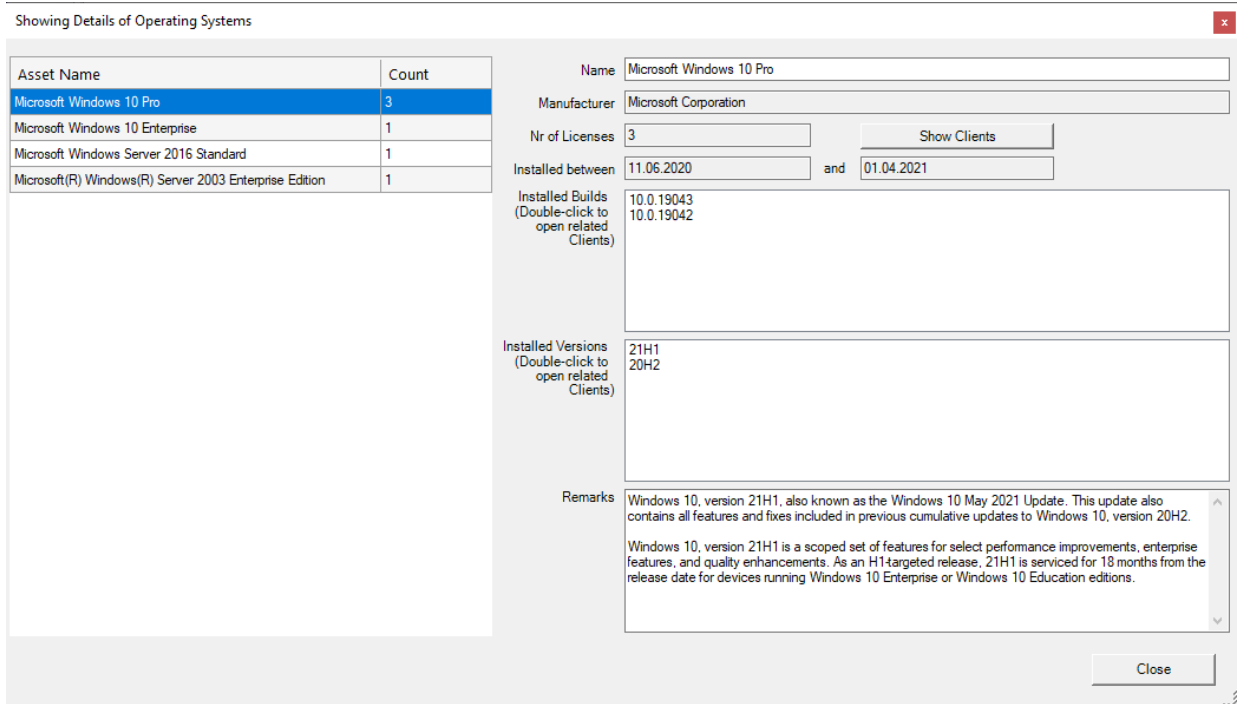 Showing Details of Operating Systems
x
Asset Name Count
Microsoft Windows 10 Pro 3
Microsoft Windows 10 Enterprise 1
Microsoft Windows Server 2016 Standard 1
Microsoft(R) Windows(R) Server 2003 Enterprise Edition 1
Name Microsoft Windows 10 Pro
Manufacturer Microsoft Corporation
Nr of Licenses 3 Show Clients
Installed between 11.06.2020 and 01.04.2021
Installed Builds
(Double-click to
open related
Clients)
10.0.19043
10.0.19042
Installed Versions
(Double-click to
open related
Clients)
21H1
20H2
Remarks
Windows 10, version 21H1, also known as the Windows 10 May 2021 Update. This update also
contains all features and fixes included in previous cumulative updates to Windows 10, version 20H2.
Windows 10, version 21H1 is a scoped set of features for select performance improvements, enterprise
features, and quality enhancements. As an H1-targeted release, 21H1 is serviced for 18 months from the
release date for devices running Windows 10 Enterprise or Windows 10 Education editions.
Close